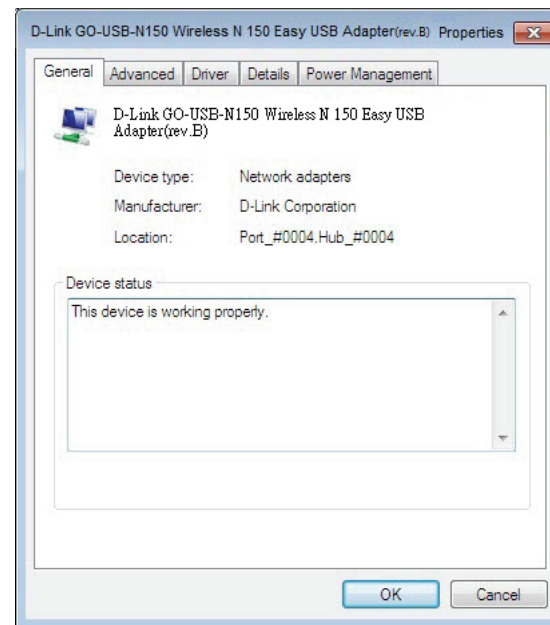 D-Link GO-USB-N150 Wireless N 150 Easy USB Adapter(rev.B) Properties
General Advanced Driver Details Power Management
D-Link GO-USB-N150 Wireless N 150 Easy USB
Adapter(rev.B)
Device type: Network adapters
Manufacturer: D-Link Corporation
Location: Port_#0004.Hub_#0004
Device status
This device is working properly.
OK Cancel